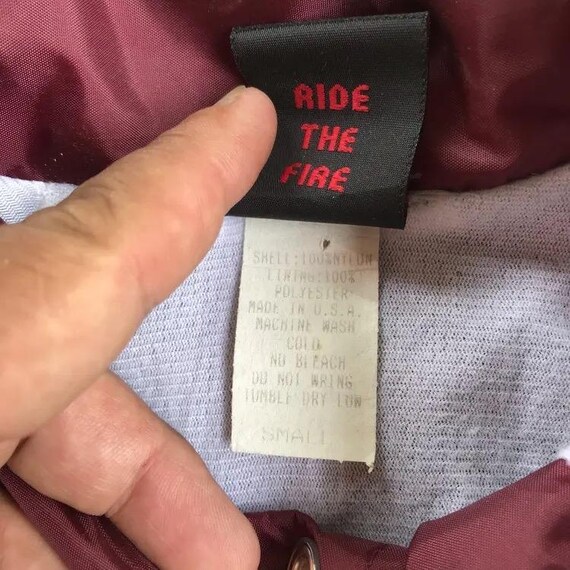 RIDE
THE
FIRE
SHELL:100%NYLON
LINING:100%
POLYESTER
MADE IN U.S.A.
MACHINE WASH
COLD
NO BLEACH
DO NOT WRING
TUMBLE DRY LOW
SMALL